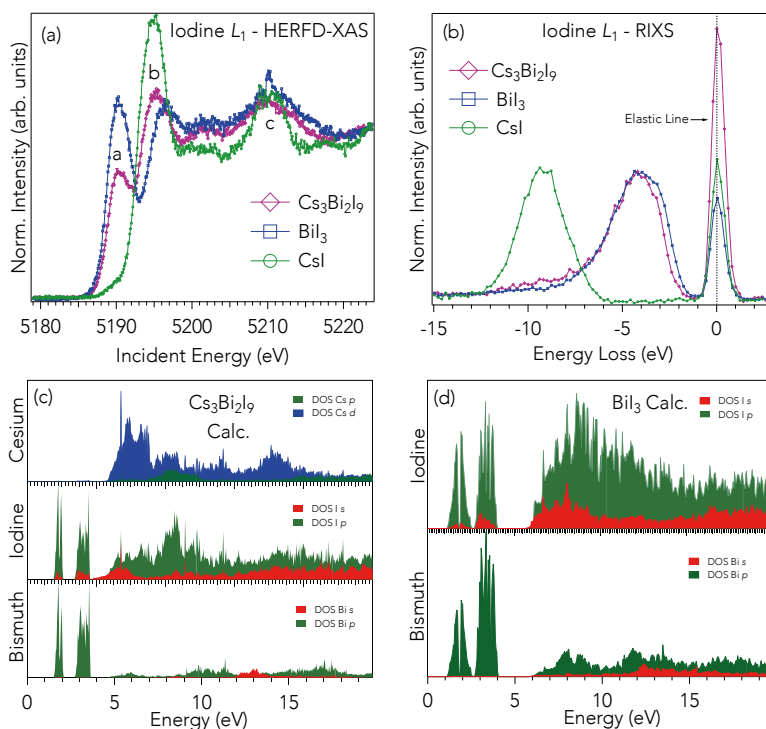 (a)
Iodine L₁ - HERFD-XAS
Norm. Intensity (arb. units)
a
b
c
Cs₃Bi₂I₉
BiI₃
CsI
5180 5190 5200 5210 5220
Incident Energy (eV)
(b)
Iodine L₁ - RIXS
Norm. Intensity (arb. units)
Cs₃Bi₂I₉
BiI₃
CsI
Elastic Line
-15 -10 -5 0
Energy Loss (eV)
(c)
Cs₃Bi₂I₉
Calc.
DOS Cs p
DOS Cs d
Cesium
DOS I s
DOS I p
Iodine
DOS Bi s
DOS Bi p
Bismuth
0 5 10 15
Energy (eV)
(d)
BiI₃ Calc.
DOS I s
DOS I p
Iodine
DOS Bi s
DOS Bi p
Bismuth
0 5 10 15
Energy (eV)